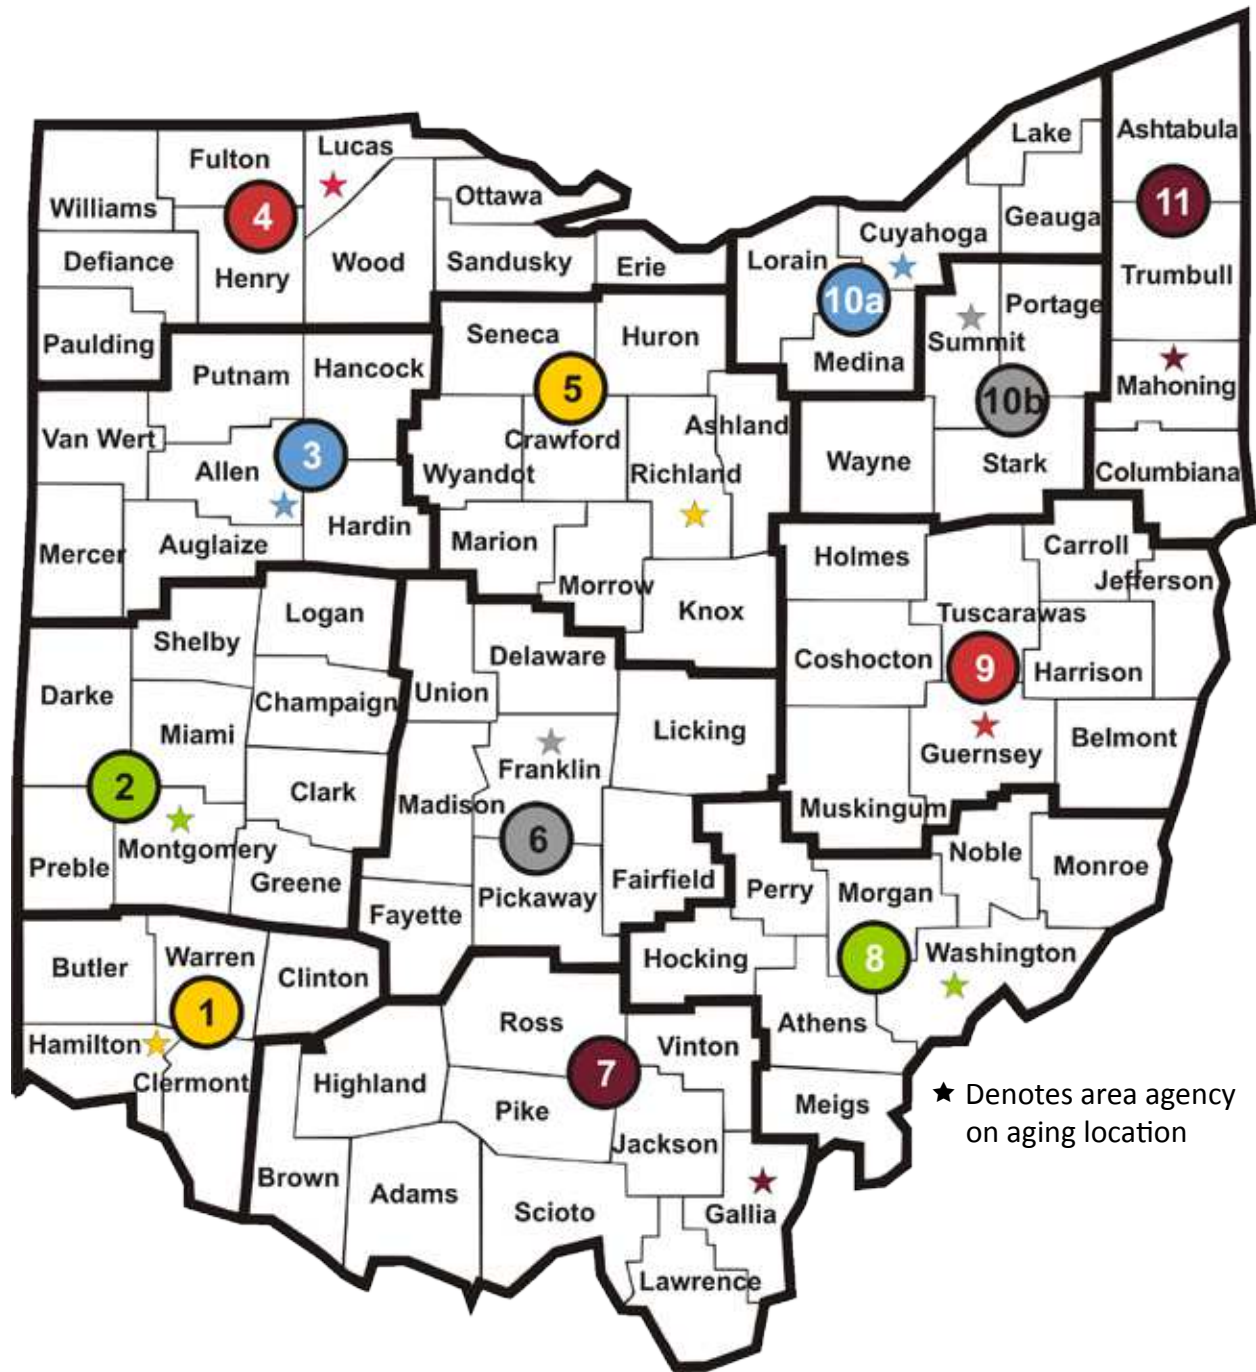 Lake
Ashtabula
Lucas
Fulton
Williams
4
Ottawa
11
Geauga
Cuyahoga
Defiance
Henry
Wood
Sandusky
Erie
Lorain
10a
Trumbull
Portage
Paulding
Seneca
Huron
Summit
Medina
Mahoning
Putnam
Hancock
5
10b
Van Wert
Allen
3
Crawford
Ashland
Wyandot
Richland
Wayne
Stark
Columbiana
Mercer
Auglaize
Hardin
Marion
Morrow
Knox
Holmes
Carroll
Jefferson
Tuscarawas
Logan
Shelby
Delaware
Coshocton
9
Harrison
Darke
Champaign
Union
Miami
Licking
Guernsey
Belmont
2
Clark
Franklin
Madison
Muskingum
Montgomery
6
Preble
Greene
Pickaway
Fairfield
Fayette
Perry
Morgan
Noble
Monroe
Butler
Warren
Clinton
Hocking
8
Washington
1
Hamilton
Clermont
Ross
Vinton
Athens
Highland
Pike
7
Meigs
Jackson
Brown
Adams
Scioto
Gallia
Lawrence
★ Denotes area agency
on aging location